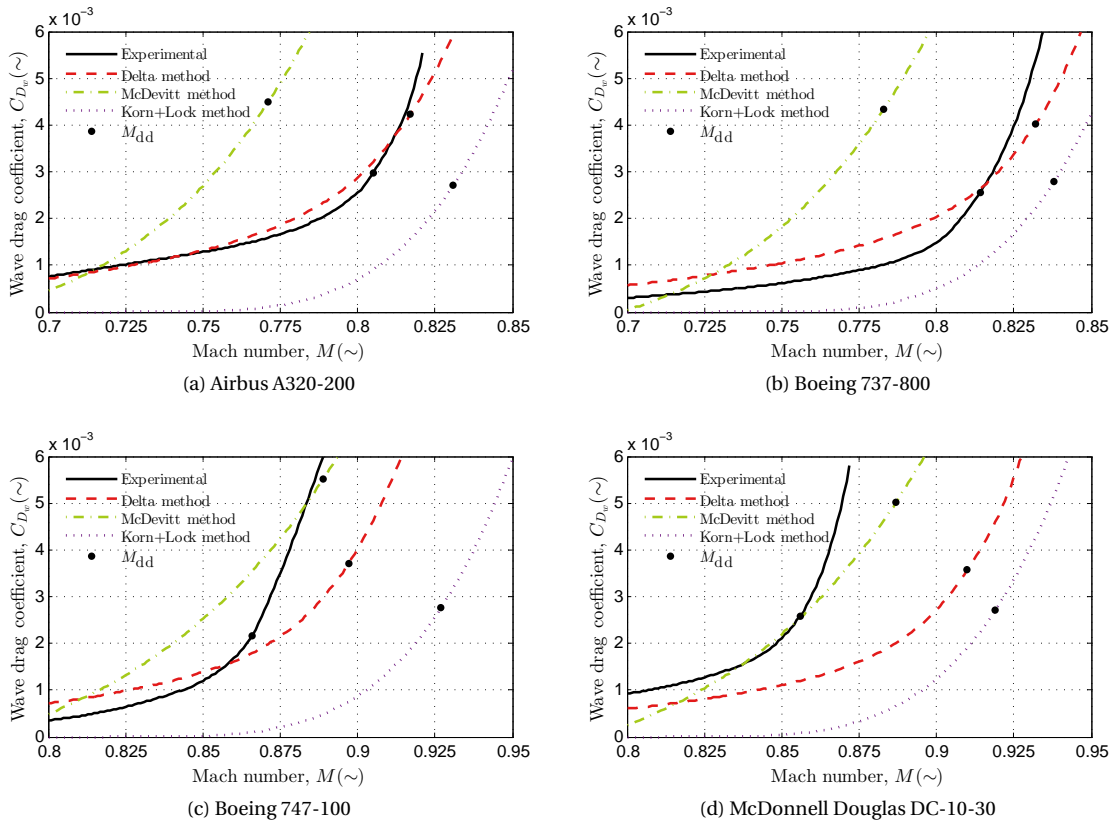 x 10⁻³
6
5
4
3
2
1
0
Wave drag coefficient, C_{D_w}(∼)
Experimental
Delta method
McDevitt method
Korn+Lock method
M_dd
0.7 0.725 0.75 0.775 0.8 0.825 0.85
Mach number, M(∼)
(a) Airbus A320-200
x 10⁻³
6
5
4
3
2
1
0
Wave drag coefficient, C_{D_w}(∼)
Experimental
Delta method
McDevitt method
Korn+Lock method
M_dd
0.7 0.725 0.75 0.775 0.8 0.825 0.85
Mach number, M(∼)
(b) Boeing 737-800
x 10⁻³
6
5
4
3
2
1
0
Wave drag coefficient, C_{D_w}(∼)
Experimental
Delta method
McDevitt method
Korn+Lock method
M_dd
0.8 0.825 0.85 0.875 0.9 0.925 0.95
Mach number, M(∼)
(c) Boeing 747-100
x 10⁻³
6
5
4
3
2
1
0
Wave drag coefficient, C_{D_w}(∼)
Experimental
Delta method
McDevitt method
Korn+Lock method
M_dd
0.8 0.825 0.85 0.875 0.9 0.925 0.95
Mach number, M(∼)
(d) McDonnell Douglas DC-10-30